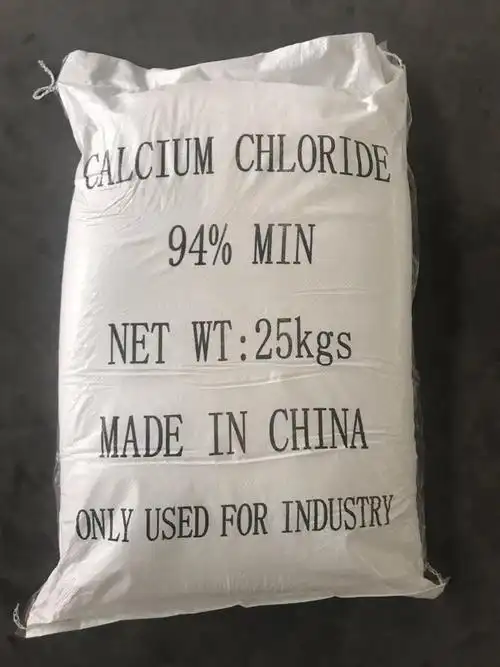 CALCIUM CHLORIDE
94% MIN
NET WT:25kgs
MADE IN CHINA
ONLY USED FOR INDUSTRY